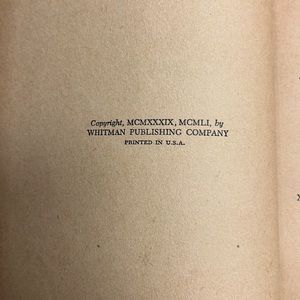 Copyright, MCMXXXIX, MCMLI, by
WHITMAN PUBLISHING COMPANY
PRINTED IN U.S.A.